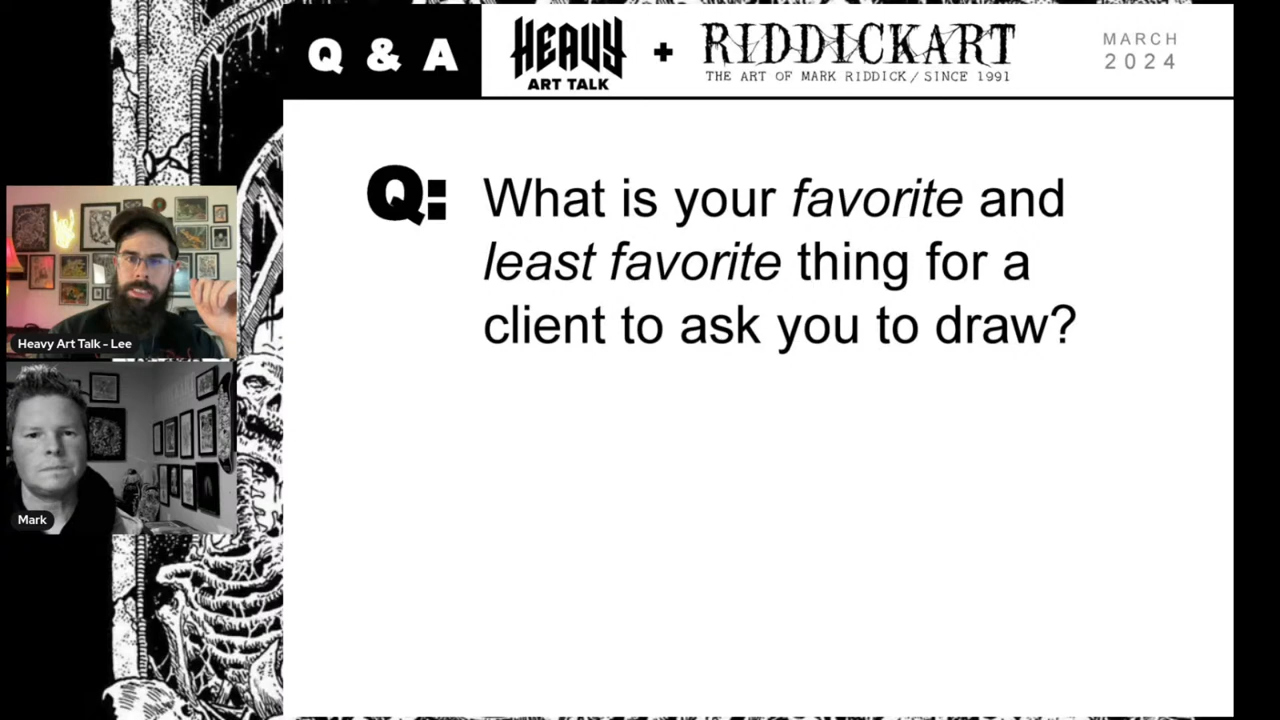 Q & A
HEAVY
ART TALK
+
RIDDICKART
THE ART OF MARK RIDDICK / SINCE 1991
MARCH
2024
Q: What is your favorite and
least favorite thing for a
client to ask you to draw?
Heavy Art Talk - Lee
Mark